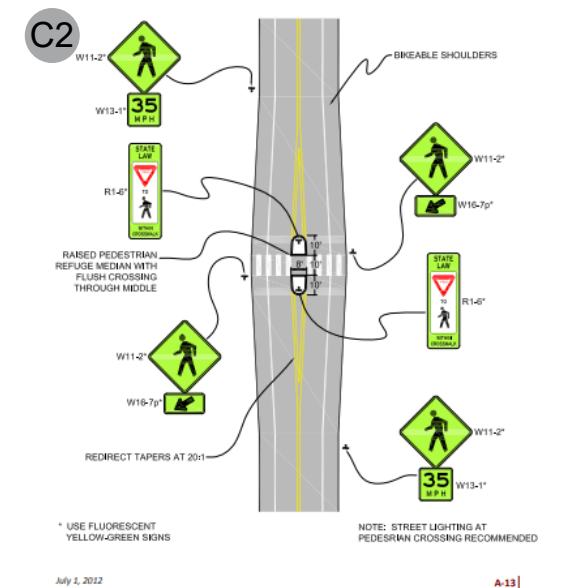 C2
W11-2*
35
MPH
W13-1*
BIKEABLE SHOULDERS
STATE
LAW
TO
WITHIN
CROSSWALK
R1-6*
W11-2*
W16-7p*
RAISED PEDESTRIAN
REFUGE MEDIAN WITH
FLUSH CROSSING
THROUGH MIDDLE
10'
8'
10'
10'
STATE
LAW
TO
WITHIN
CROSSWALK
R1-6*
W11-2*
W16-7p*
REDIRECT TAPERS AT 20:1
W11-2*
35
MPH
W13-1*
* USE FLUORESCENT
YELLOW-GREEN SIGNS
NOTE: STREET LIGHTING AT
PEDESRIAN CROSSING RECOMMENDED
July 1, 2012
A-13